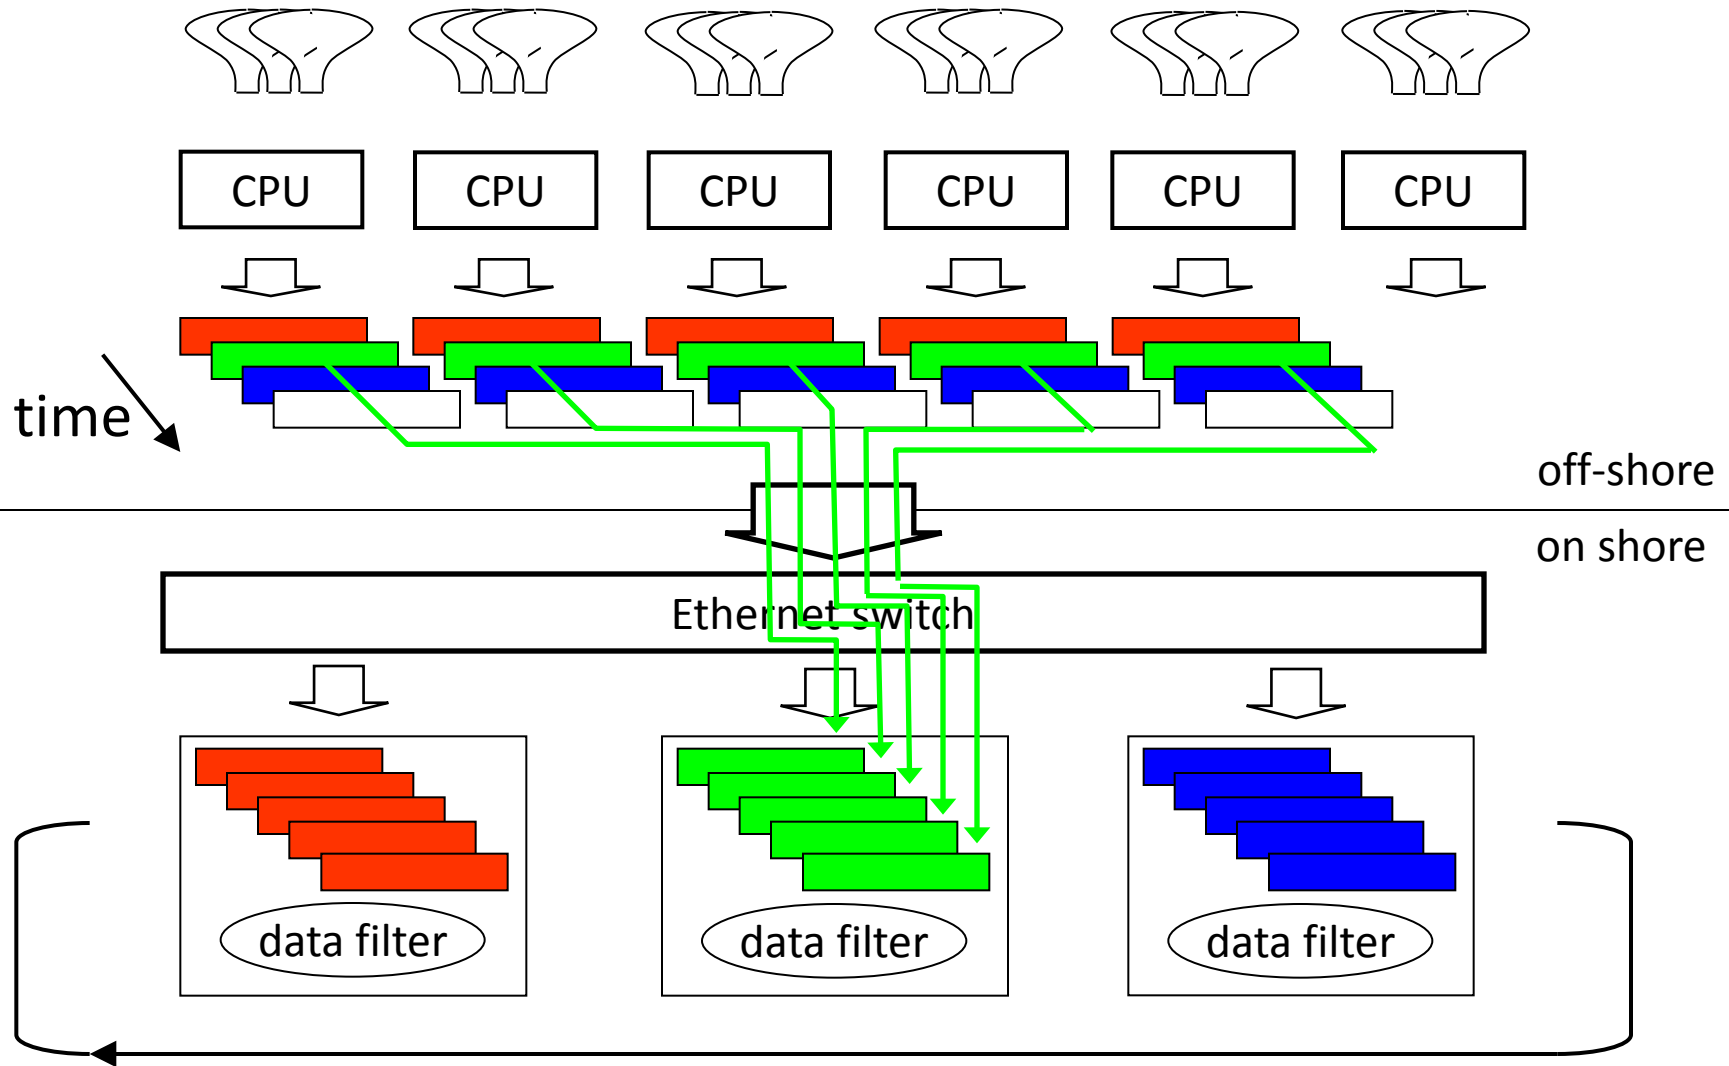 CPU
CPU
CPU
CPU
CPU
CPU
time
off-shore
on shore
Ethernet switch
data filter
data filter
data filter